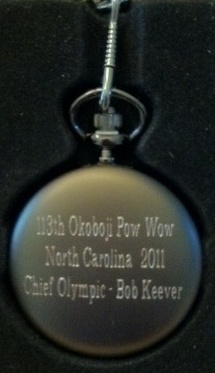 113th Okoboji Pow Wow
North Carolina 2011
Chief Olympic - Bob Keever